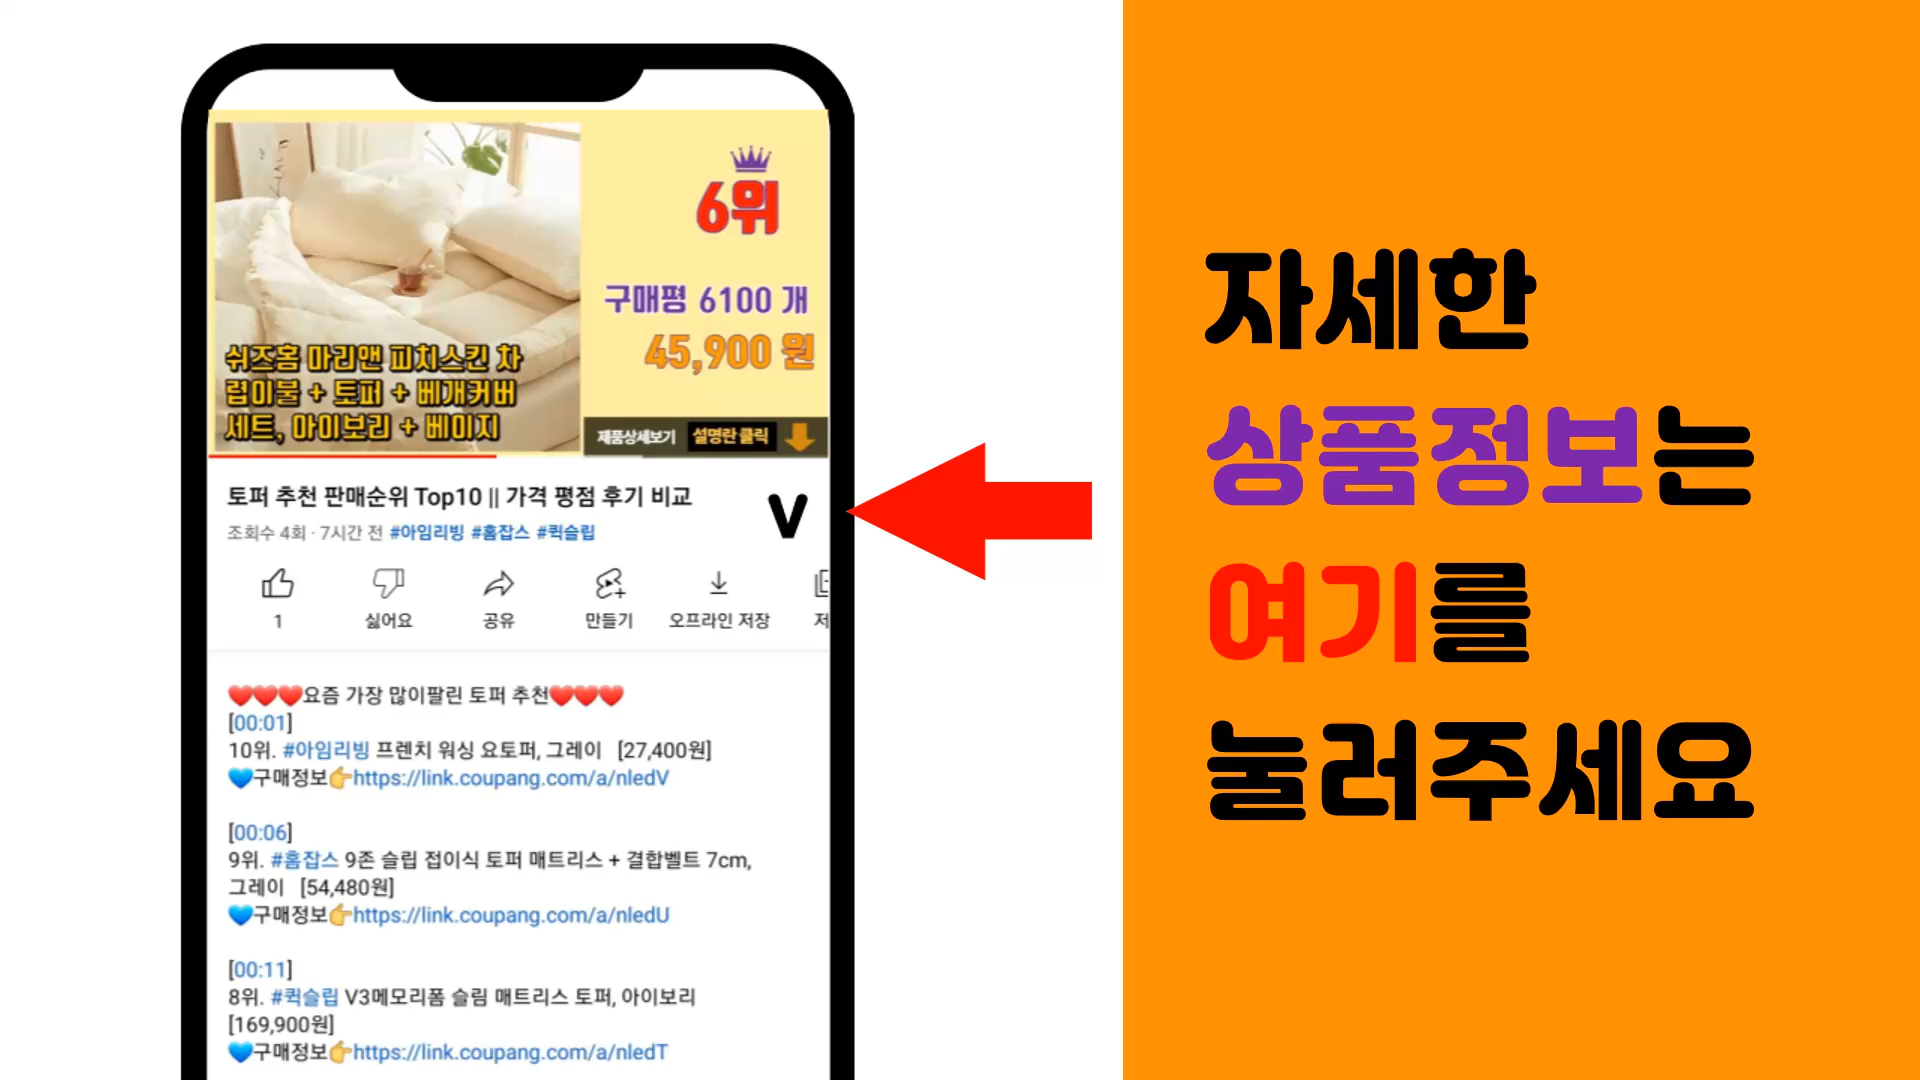 6위
구매평 6100 개
45,900 원
쉬즈홈 마리앤 피치스킨 차
렵이불 + 토퍼 + 베개커버
세트, 아이보리 + 베이지
제품상세보기 설명란 클릭
토퍼 추천 판매순위 Top10 || 가격 평점 후기 비교
V
조회수 4회 · 7시간 전 #아임리빙 #홈잡스 #퀵슬립
1 싫어요 공유 만들기 오프라인 저장 저
❤️❤️❤️요즘 가장 많이팔린 토퍼 추천❤️❤️❤️
[00:01]
10위. #아임리빙 프렌치 워싱 요토퍼, 그레이 [27,400원]
💙구매정보👉https://link.coupang.com/a/nledV
[00:06]
9위. #홈잡스 9존 슬립 접이식 토퍼 매트리스 + 결합벨트 7cm,
그레이 [54,480원]
💙구매정보👉https://link.coupang.com/a/nledU
[00:11]
8위. #퀵슬립 V3메모리폼 슬림 매트리스 토퍼, 아이보리
[169,900원]
💙구매정보👉https://link.coupang.com/a/nledT
자세한
상품정보는
여기를
눌러주세요